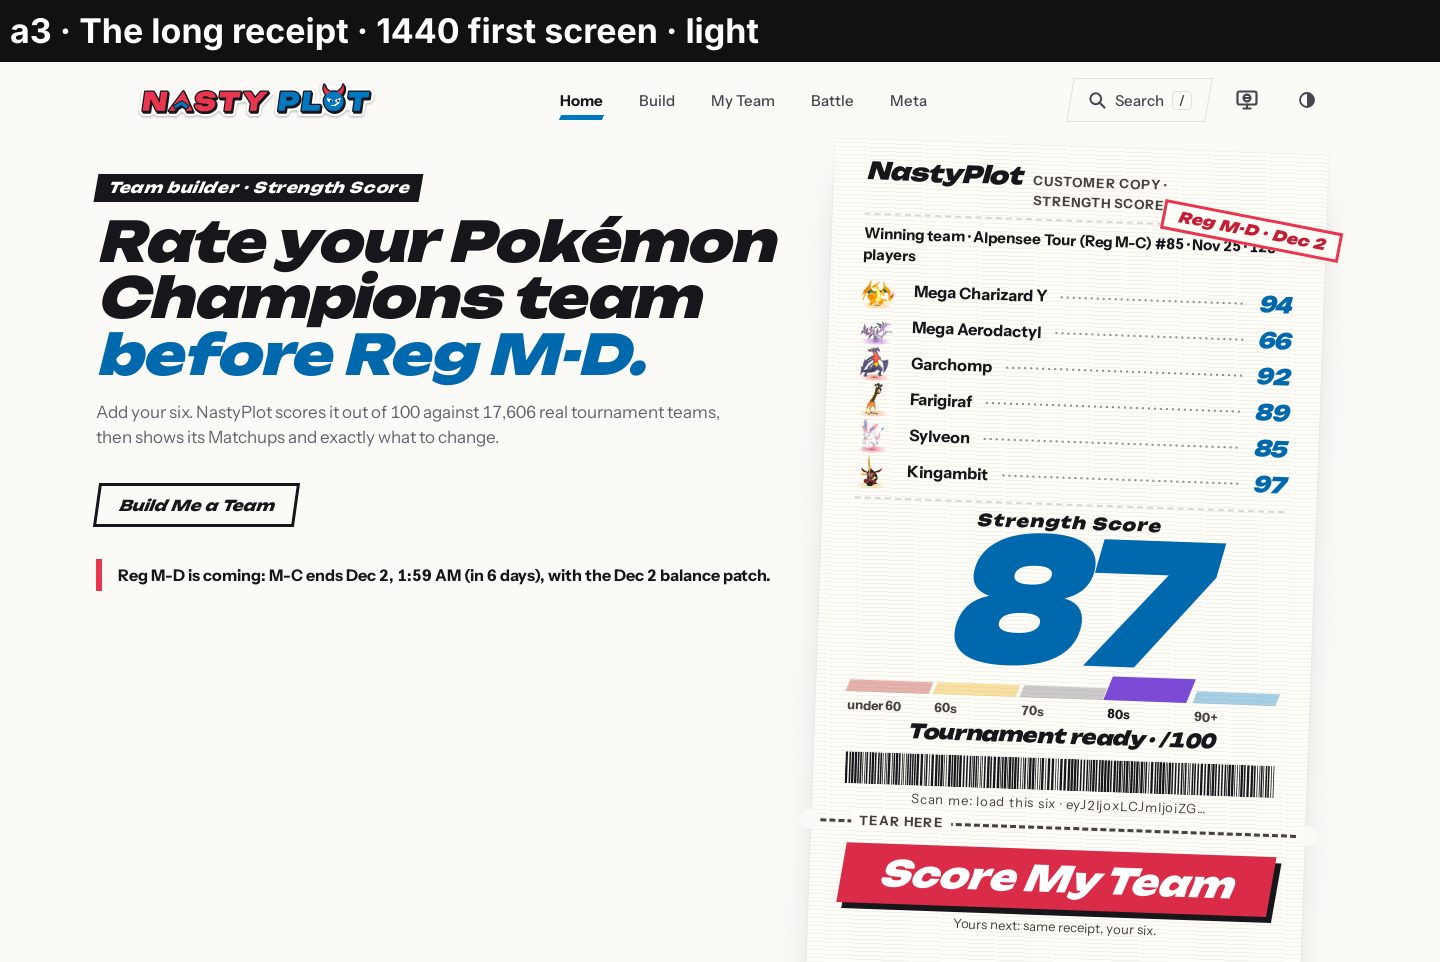 a3 · The long receipt · 1440 first screen · light
NASTY PLOT
Home
Build
My Team
Battle
Meta
Search /
Team builder · Strength Score
Rate your Pokémon
Champions team
before Reg M-D.
Add your six. NastyPlot scores it out of 100 against 17,606 real tournament teams,
then shows its Matchups and exactly what to change.
Build Me a Team
Reg M-D is coming: M-C ends Dec 2, 1:59 AM (in 6 days), with the Dec 2 balance patch.
NastyPlot
CUSTOMER COPY ·
STRENGTH SCORE
Reg M-D · Dec 2
Winning team · Alpensee Tour (Reg M-C) #85 · Nov 25 ·
players
Mega Charizard Y 94
Mega Aerodactyl 66
Garchomp 92
Farigiraf 89
Sylveon 85
Kingambit 97
Strength Score
87
under 60
60s
70s
80s
90+
Tournament ready · /100
Scan me: load this six · eyJ2IjoxLCJmIjoiZG…
TEAR HERE
Score My Team
Yours next: same receipt, your six.